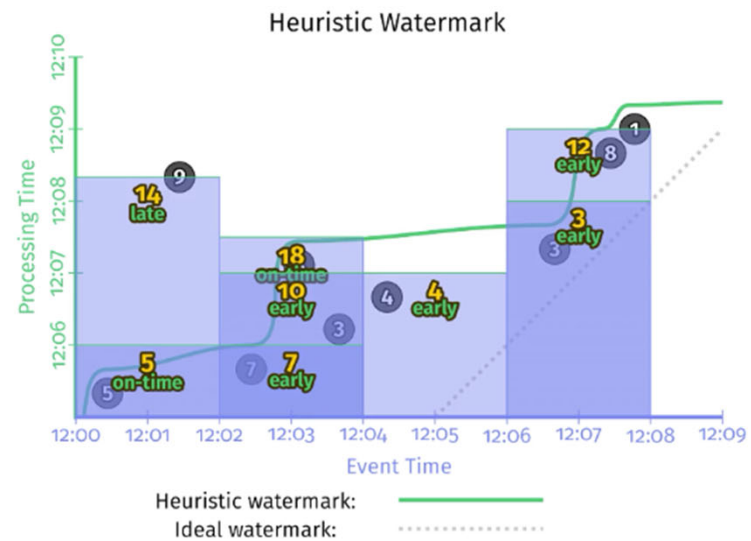 Heuristic Watermark
Processing Time
12:10
12:09
12:08
12:07
12:06
9
14
late
5
5
on-time
18
on-time
10
early
3
7
7
early
4
4
early
1
12
8
early
3
3
early
12:00 12:01 12:02 12:03 12:04 12:05 12:06 12:07 12:08 12:09
Event Time
Heuristic watermark:
Ideal watermark: